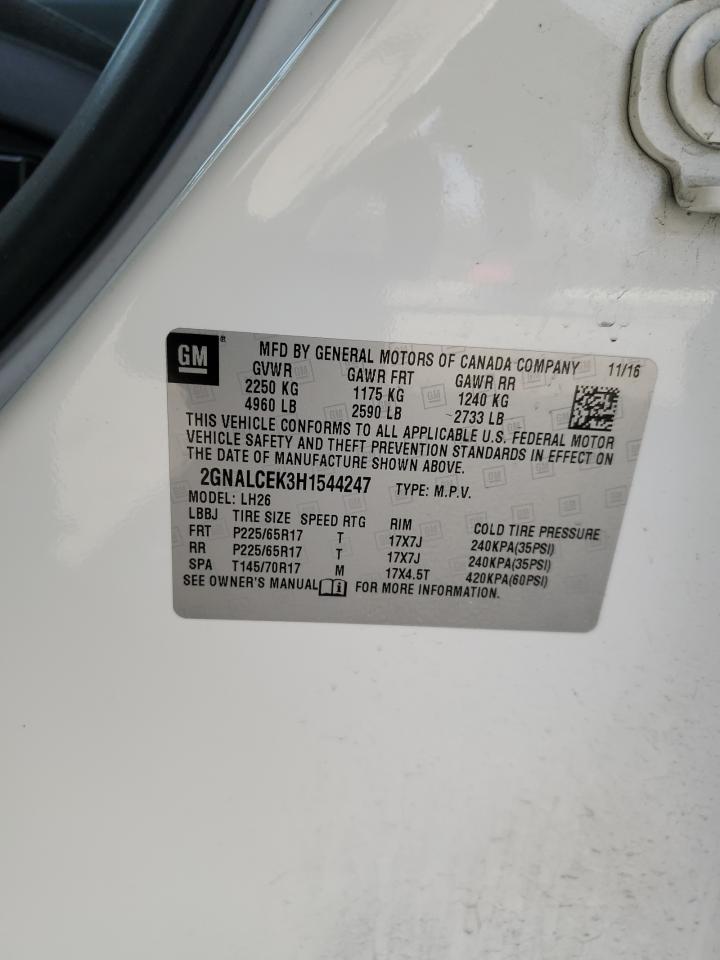 GM ® MFD BY GENERAL MOTORS OF CANADA COMPANY 11/16
GVWR GAWR FRT GAWR RR
2250 KG 1175 KG 1240 KG
4960 LB 2590 LB 2733 LB
THIS VEHICLE CONFORMS TO ALL APPLICABLE U.S. FEDERAL MOTOR
VEHICLE SAFETY AND THEFT PREVENTION STANDARDS IN EFFECT ON
THE DATE OF MANUFACTURE SHOWN ABOVE.
2GNALCEK3H1544247 TYPE: M.P.V.
MODEL: LH26
LBBJ TIRE SIZE SPEED RTG RIM COLD TIRE PRESSURE
FRT P225/65R17 T 17X7J 240KPA(35PSI)
RR P225/65R17 T 17X7J 240KPA(35PSI)
SPA T145/70R17 M 17X4.5T 420KPA(60PSI)
SEE OWNER'S MANUAL FOR MORE INFORMATION.